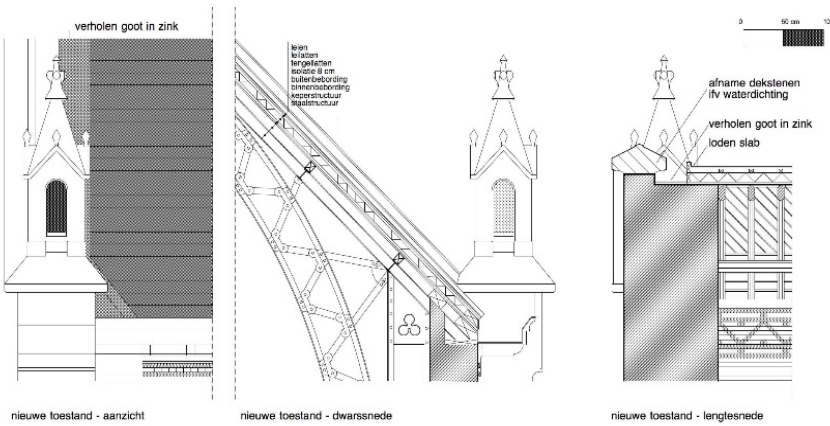 verholen goot in zink
leien
leilatten
tengellatten
isolatie 8 cm
buitenbebording
binnenbebording
keperstructuur
staalstructuur
0 50 cm 10
afname dekstenen
ifv waterdichting
verholen goot in zink
loden slab
nieuwe toestand - aanzicht
nieuwe toestand - dwarssnede
nieuwe toestand - lengtesnede